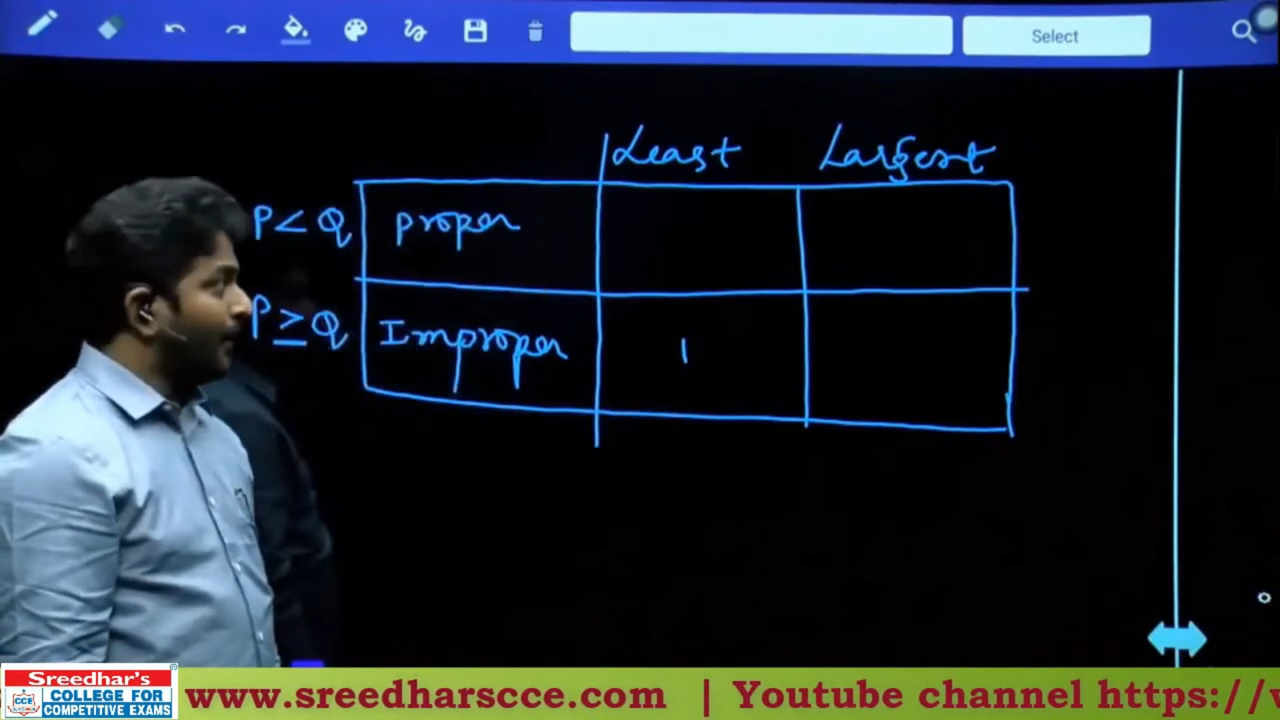 Select
Least Largest
P < Q proper
P ≥ Q Improper 1
Sreedhar's
CCE COLLEGE FOR
COMPETITIVE EXAMS
www.sreedharscce.com | Youtube channel https://